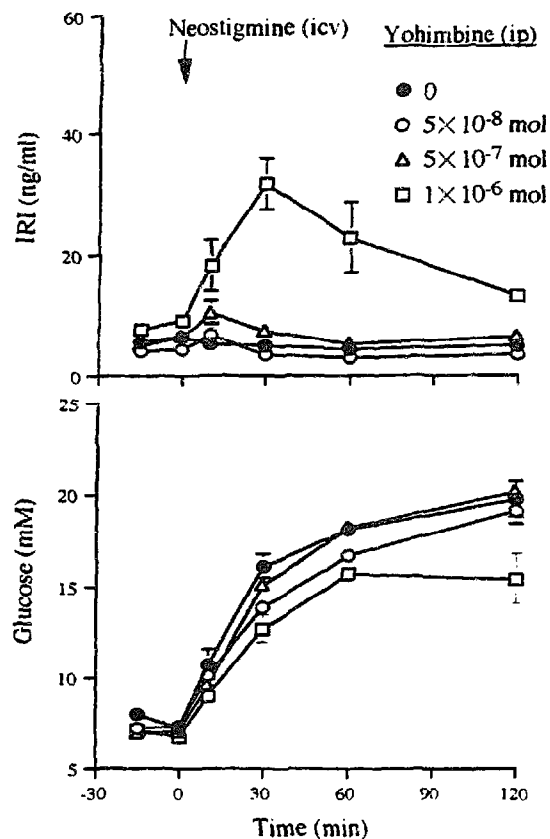 Neostigmine (icv)
Yohimbine (ip)
0
5×10-8 mol
5×10-7 mol
1×10-6 mol
IRI (ng/ml)
60
40
20
0
Glucose (mM)
25
20
15
10
5
-30 0 30 60 90 120
Time (min)